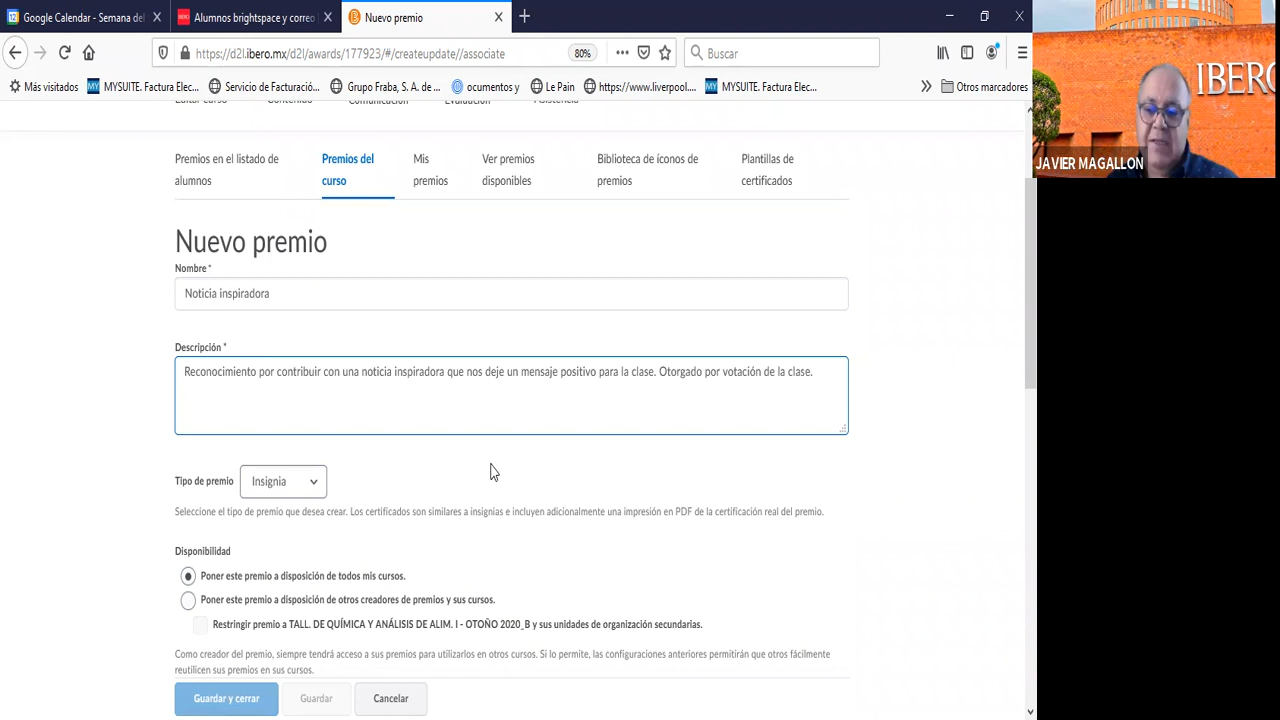 Google Calendar - Semana del
Alumnos brightspace y correo I
Nuevo premio
https://d2l.ibero.mx/d2l/awards/177923/#/createupdate//associate
80%
Buscar
Más visitados
MYSUITE. Factura Elec...
Servicio de Facturació...
Grupo Fraba, S. A. de ...
ocumentos y
Le Pain
https://www.liverpool....
MYSUITE. Factura Elec...
Otros marcadores
IBERO
JAVIER MAGALLON
Editar curso Contenido Comunicación Evaluación Asistencia
Premios en el listado de alumnos
Premios del curso
Mis premios
Ver premios disponibles
Biblioteca de íconos de premios
Plantillas de certificados
Nuevo premio
Nombre *
Noticia inspiradora
Descripción *
Reconocimiento por contribuir con una noticia inspiradora que nos deje un mensaje positivo para la clase. Otorgado por votación de la clase.
Tipo de premio Insignia
Seleccione el tipo de premio que desea crear. Los certificados son similares a insignias e incluyen adicionalmente una impresión en PDF de la certificación real del premio.
Disponibilidad
Poner este premio a disposición de todos mis cursos.
Poner este premio a disposición de otros creadores de premios y sus cursos.
Restringir premio a TALL. DE QUÍMICA Y ANÁLISIS DE ALIM. I - OTOÑO 2020_B y sus unidades de organización secundarias.
Como creador del premio, siempre tendrá acceso a sus premios para utilizarlos en otros cursos. Si lo permite, las configuraciones anteriores permitirán que otros fácilmente
reutilicen sus premios en sus cursos.
Guardar y cerrar Guardar Cancelar